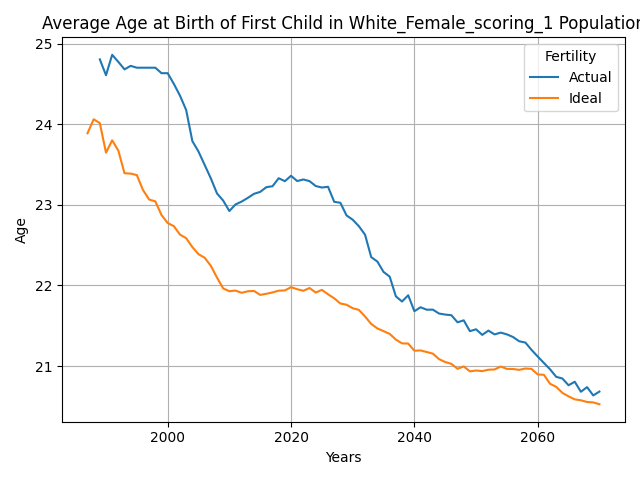 Average Age at Birth of First Child in White_Female_scoring_1 Population
Fertility
Actual
Ideal
25
24
23
22
21
Age
2000
2020
2040
2060
Years